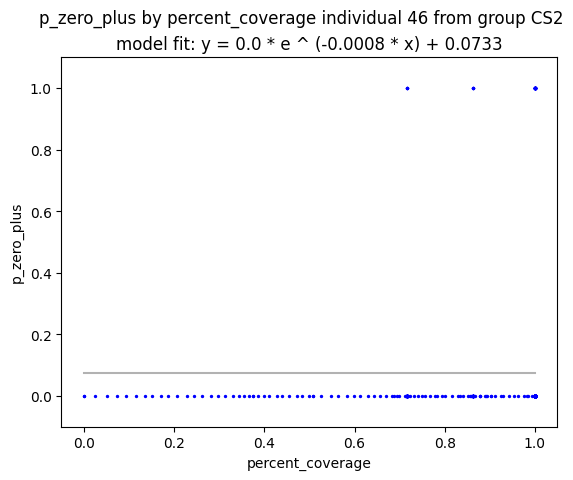 p_zero_plus by percent_coverage individual 46 from group CS2
model fit: y = 0.0 * e ^ (-0.0008 * x) + 0.0733
1.0
0.8
0.6
0.4
0.2
0.0
p_zero_plus
0.0 0.2 0.4 0.6 0.8 1.0
percent_coverage